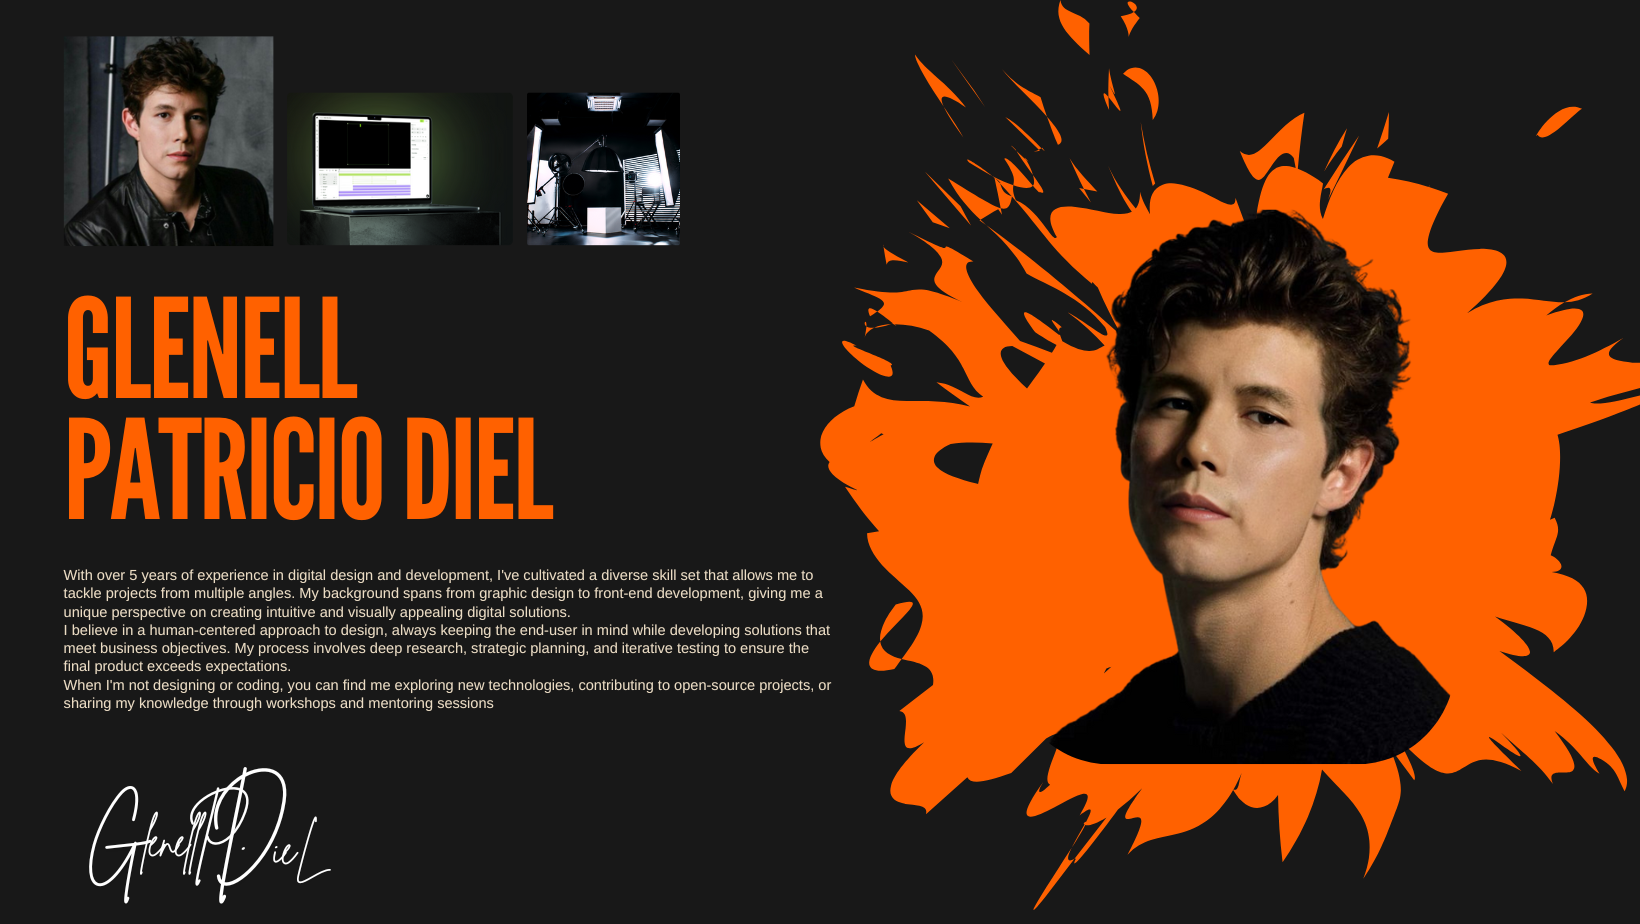 GLENELL
PATRICIO DIEL
With over 5 years of experience in digital design and development, I've cultivated a diverse skill set that allows me to
tackle projects from multiple angles. My background spans from graphic design to front-end development, giving me a
unique perspective on creating intuitive and visually appealing digital solutions.
I believe in a human-centered approach to design, always keeping the end-user in mind while developing solutions that
meet business objectives. My process involves deep research, strategic planning, and iterative testing to ensure the
final product exceeds expectations.
When I'm not designing or coding, you can find me exploring new technologies, contributing to open-source projects, or
sharing my knowledge through workshops and mentoring sessions
Glenell P. Diel